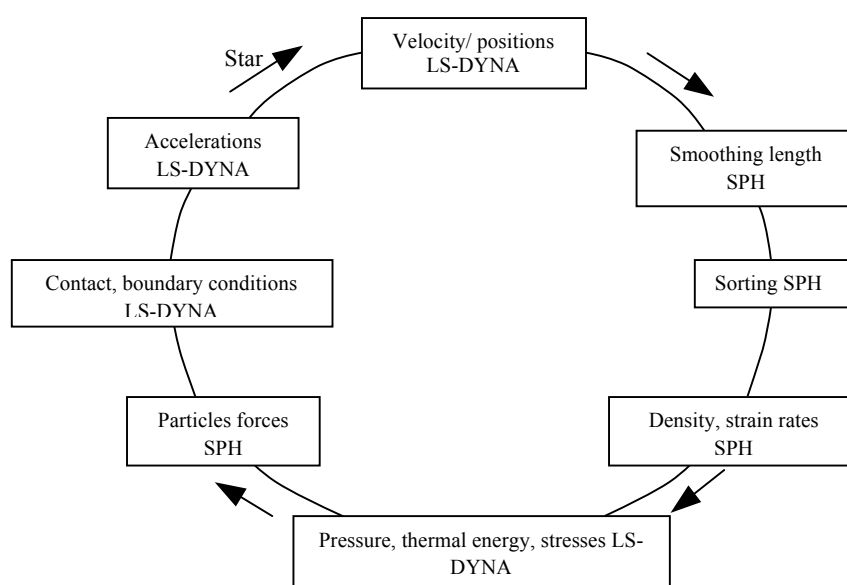 Star
Velocity/ positions
LS-DYNA
Smoothing length
SPH
Sorting SPH
Density, strain rates
SPH
Pressure, thermal energy, stresses LS-
DYNA
Particles forces
SPH
Contact, boundary conditions
LS-DYNA
Accelerations
LS-DYNA